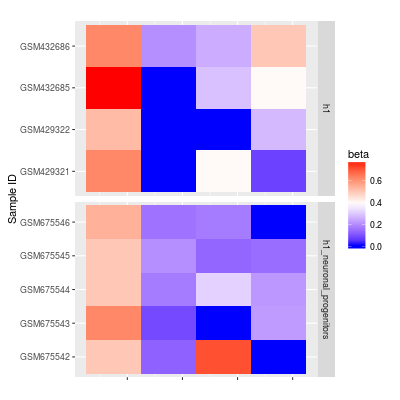 GSM432686
GSM432685
GSM429322
GSM429321
h1
GSM675546
GSM675545
GSM675544
GSM675543
GSM675542
h1_neuronal_progenitors
Sample ID
beta
0.6
0.4
0.2
0.0